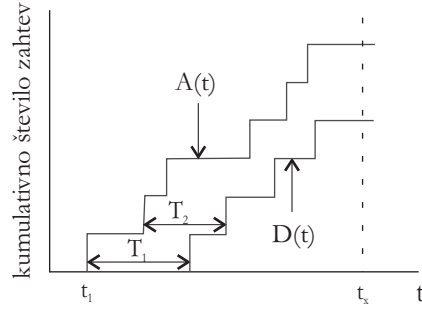 kumulativno število zahtev
A(t)
T₂
T₁
D(t)
t₁
tₓ
t